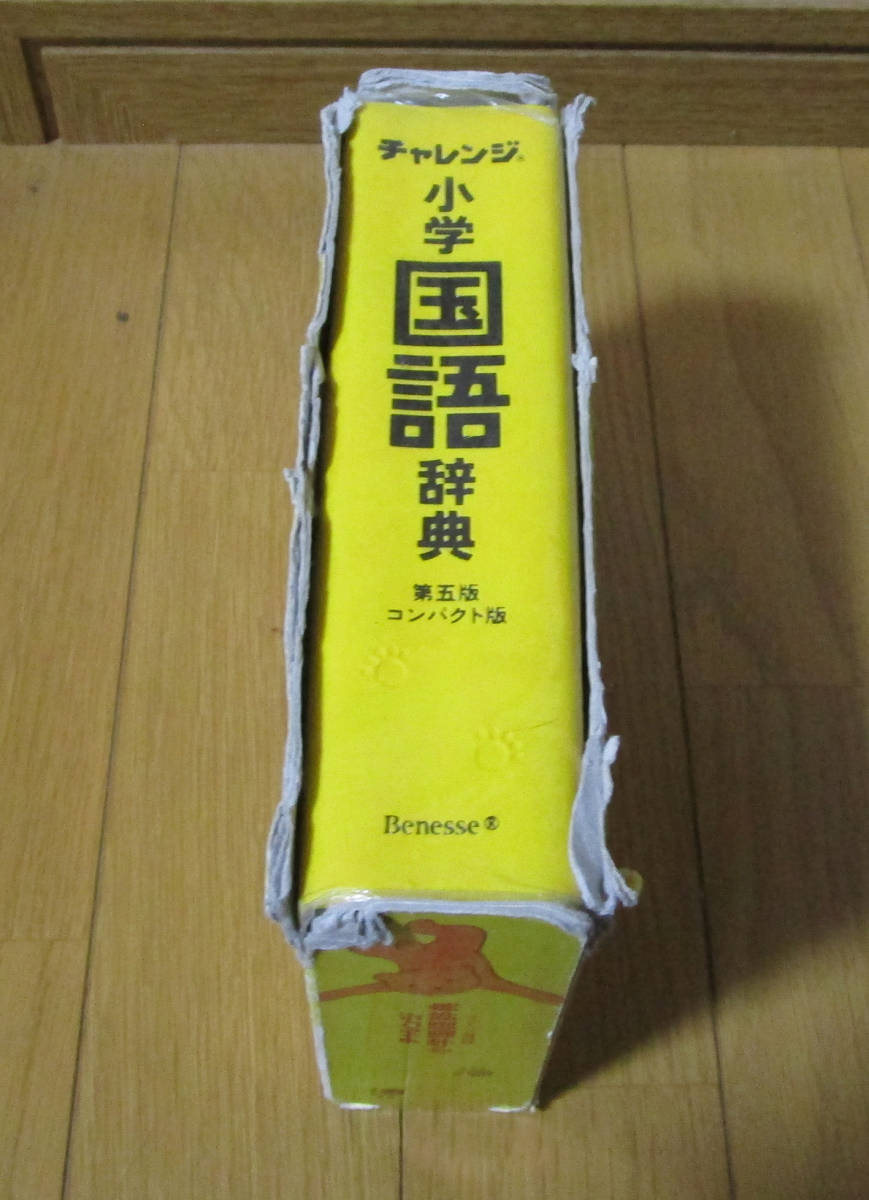 チャレンジ®
小学
国語
辞典
第五版
コンパクト版
Benesse®